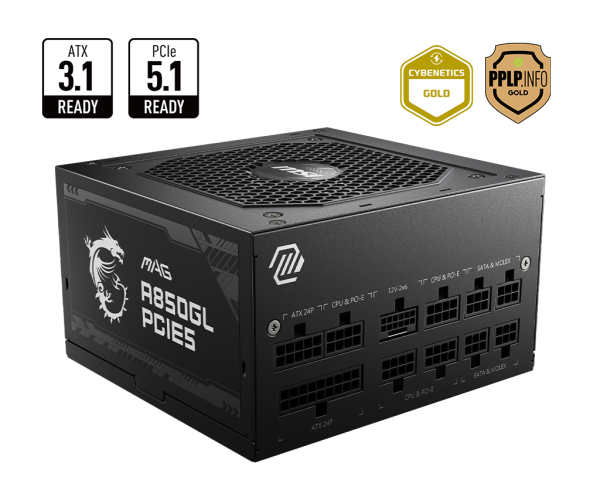 ATX
3.1
READY
PCIe
5.1
READY
CYBENETICS
GOLD
PPLP.INFO
GOLD
msi
MAG
A850GL
PCIE5
ATX 24P
CPU & PCI-E
12V-2x6
CPU & PCI-E
SATA & MOLEX
ATX 24P
CPU & PCI-E
SATA & MOLEX